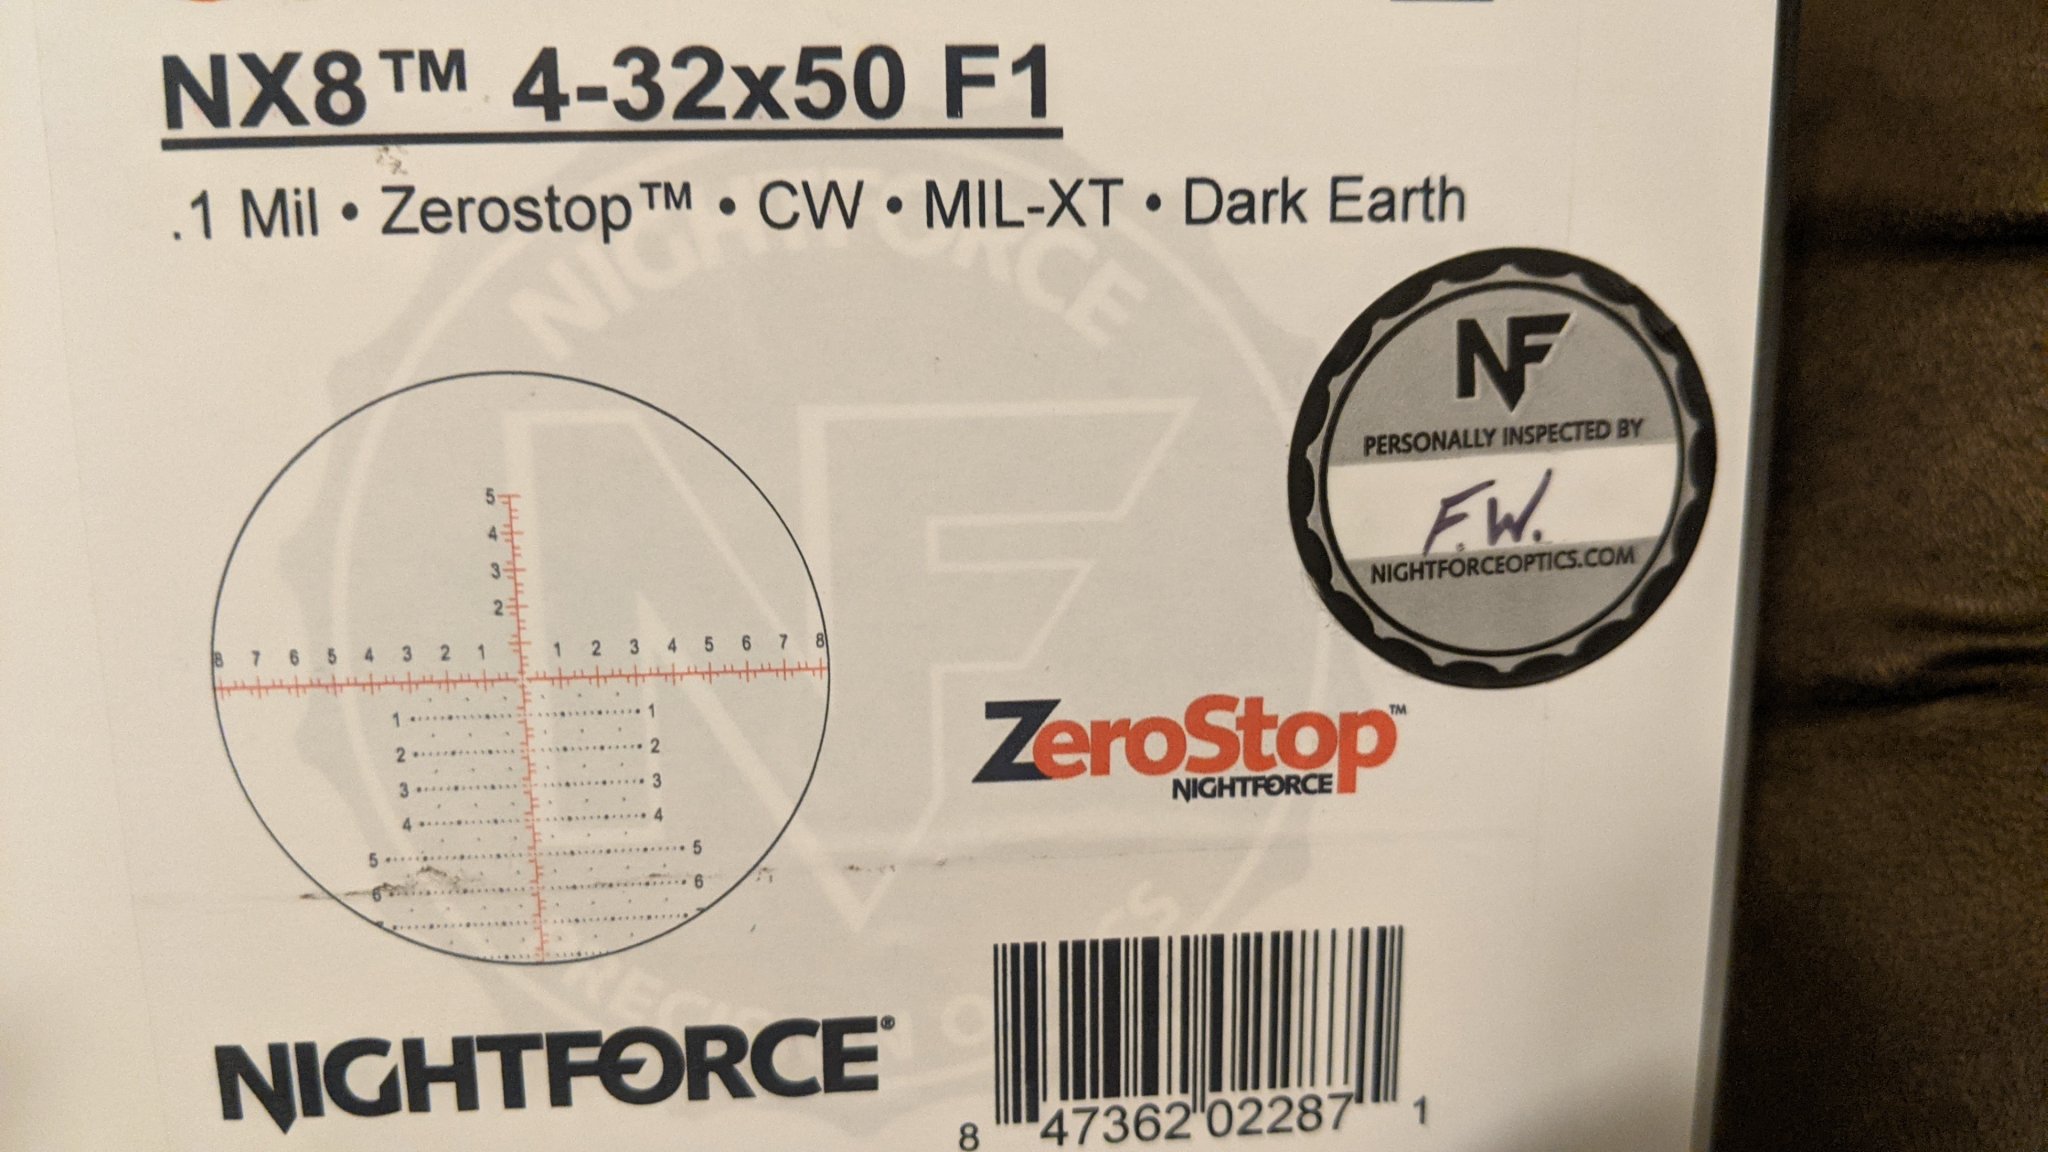 NX8™ 4-32x50 F1
.1 Mil • Zerostop™ • CW • MIL-XT • Dark Earth
NIGHTFORCE
NF
PERSONALLY INSPECTED BY
F.W.
NIGHTFORCEOPTICS.COM
5
4
3
2
8 7 6 5 4 3 2 1 1 2 3 4 5 6 7 8
1 1
2 2
3 3
4 4
5 5
6 6
ZeroStop™
NIGHTFORCE
NIGHTFORCE®
8 47362 02287 1